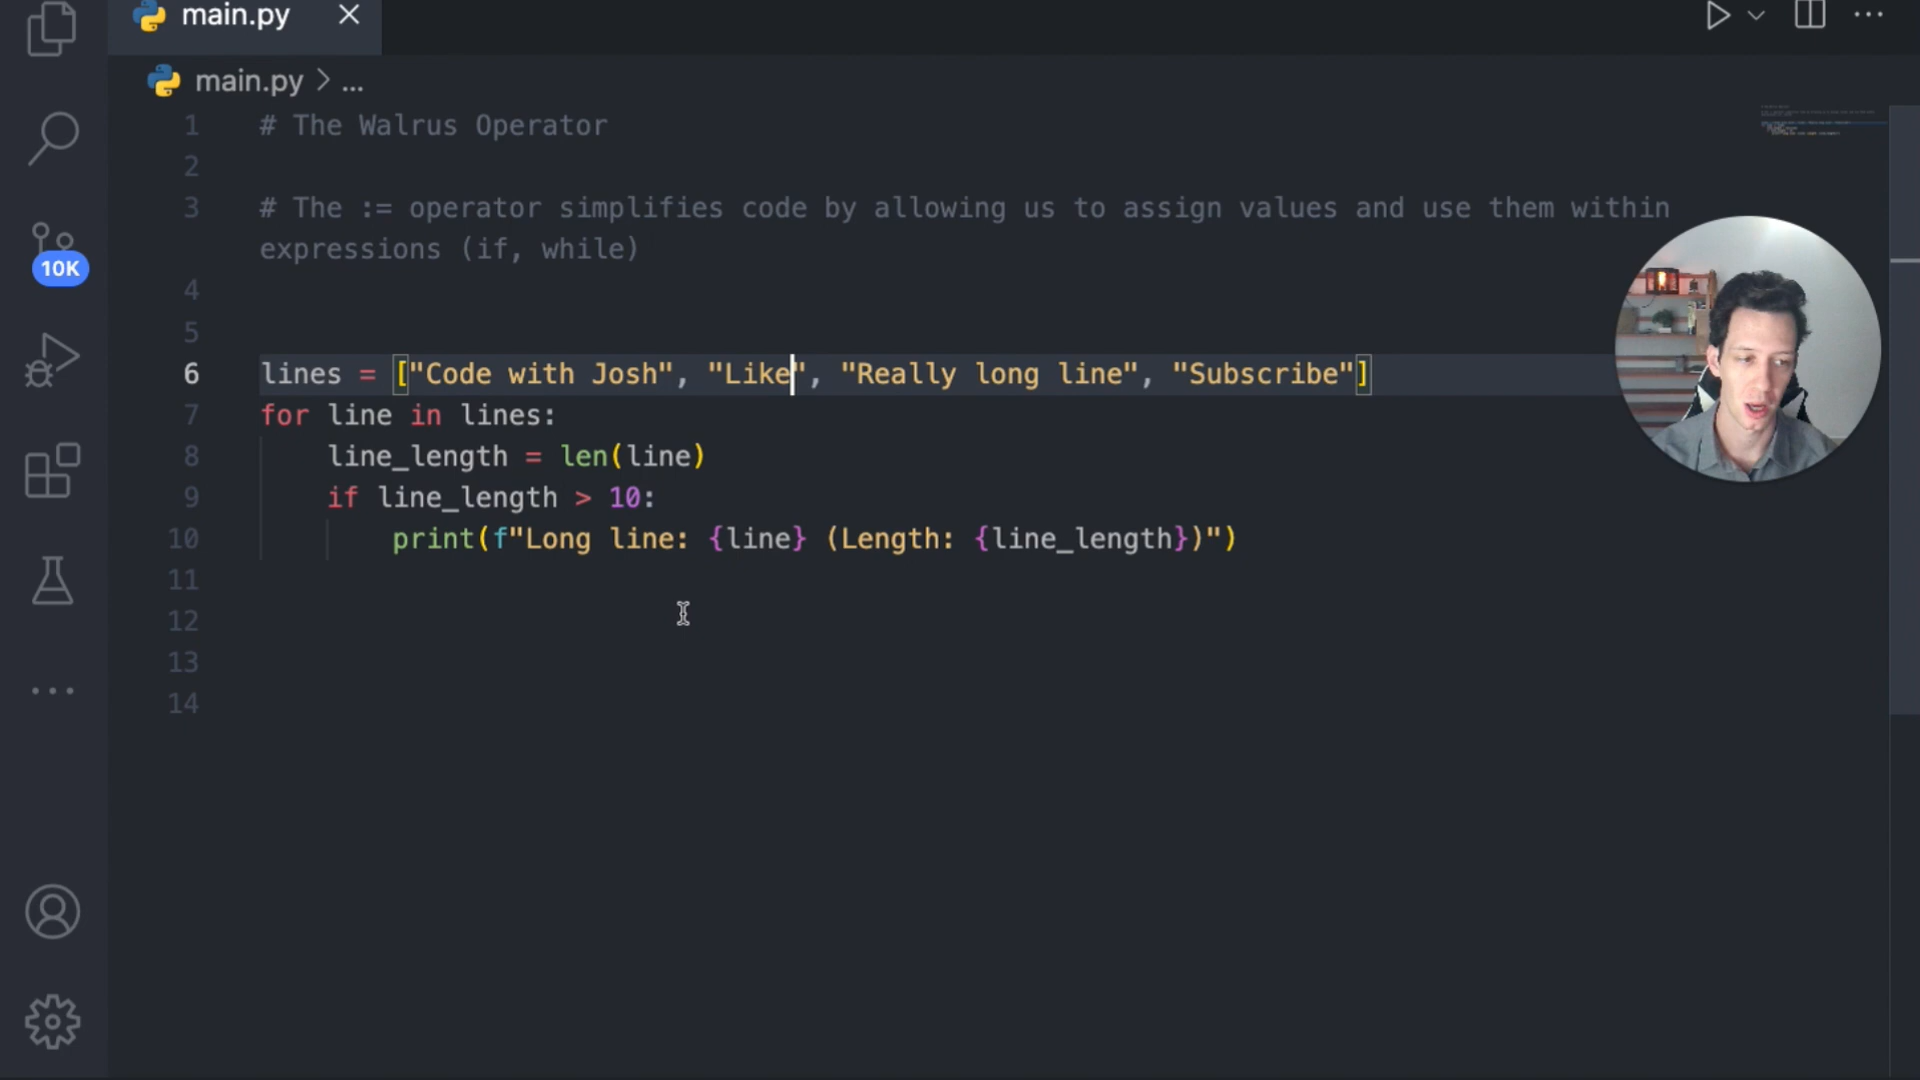 main.py
main.py > ...
1 # The Walrus Operator
2
3 # The := operator simplifies code by allowing us to assign values and use them within
expressions (if, while)
4
5
6 lines = ["Code with Josh", "Like", "Really long line", "Subscribe"]
7 for line in lines:
8 line_length = len(line)
9 if line_length > 10:
10 print(f"Long line: {line} (Length: {line_length})")
11
12
13
14
10K